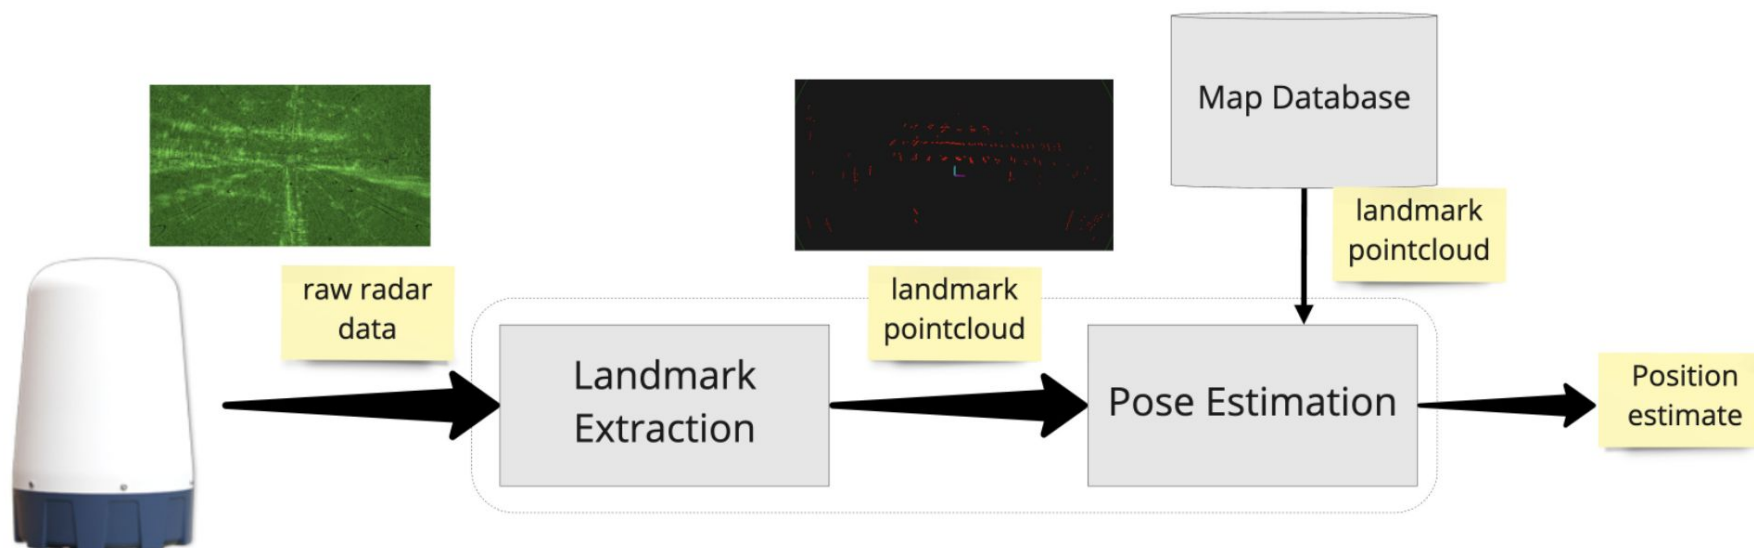 raw radar
data
Landmark
Extraction
landmark
pointcloud
Map Database
landmark
pointcloud
Pose Estimation
Position
estimate